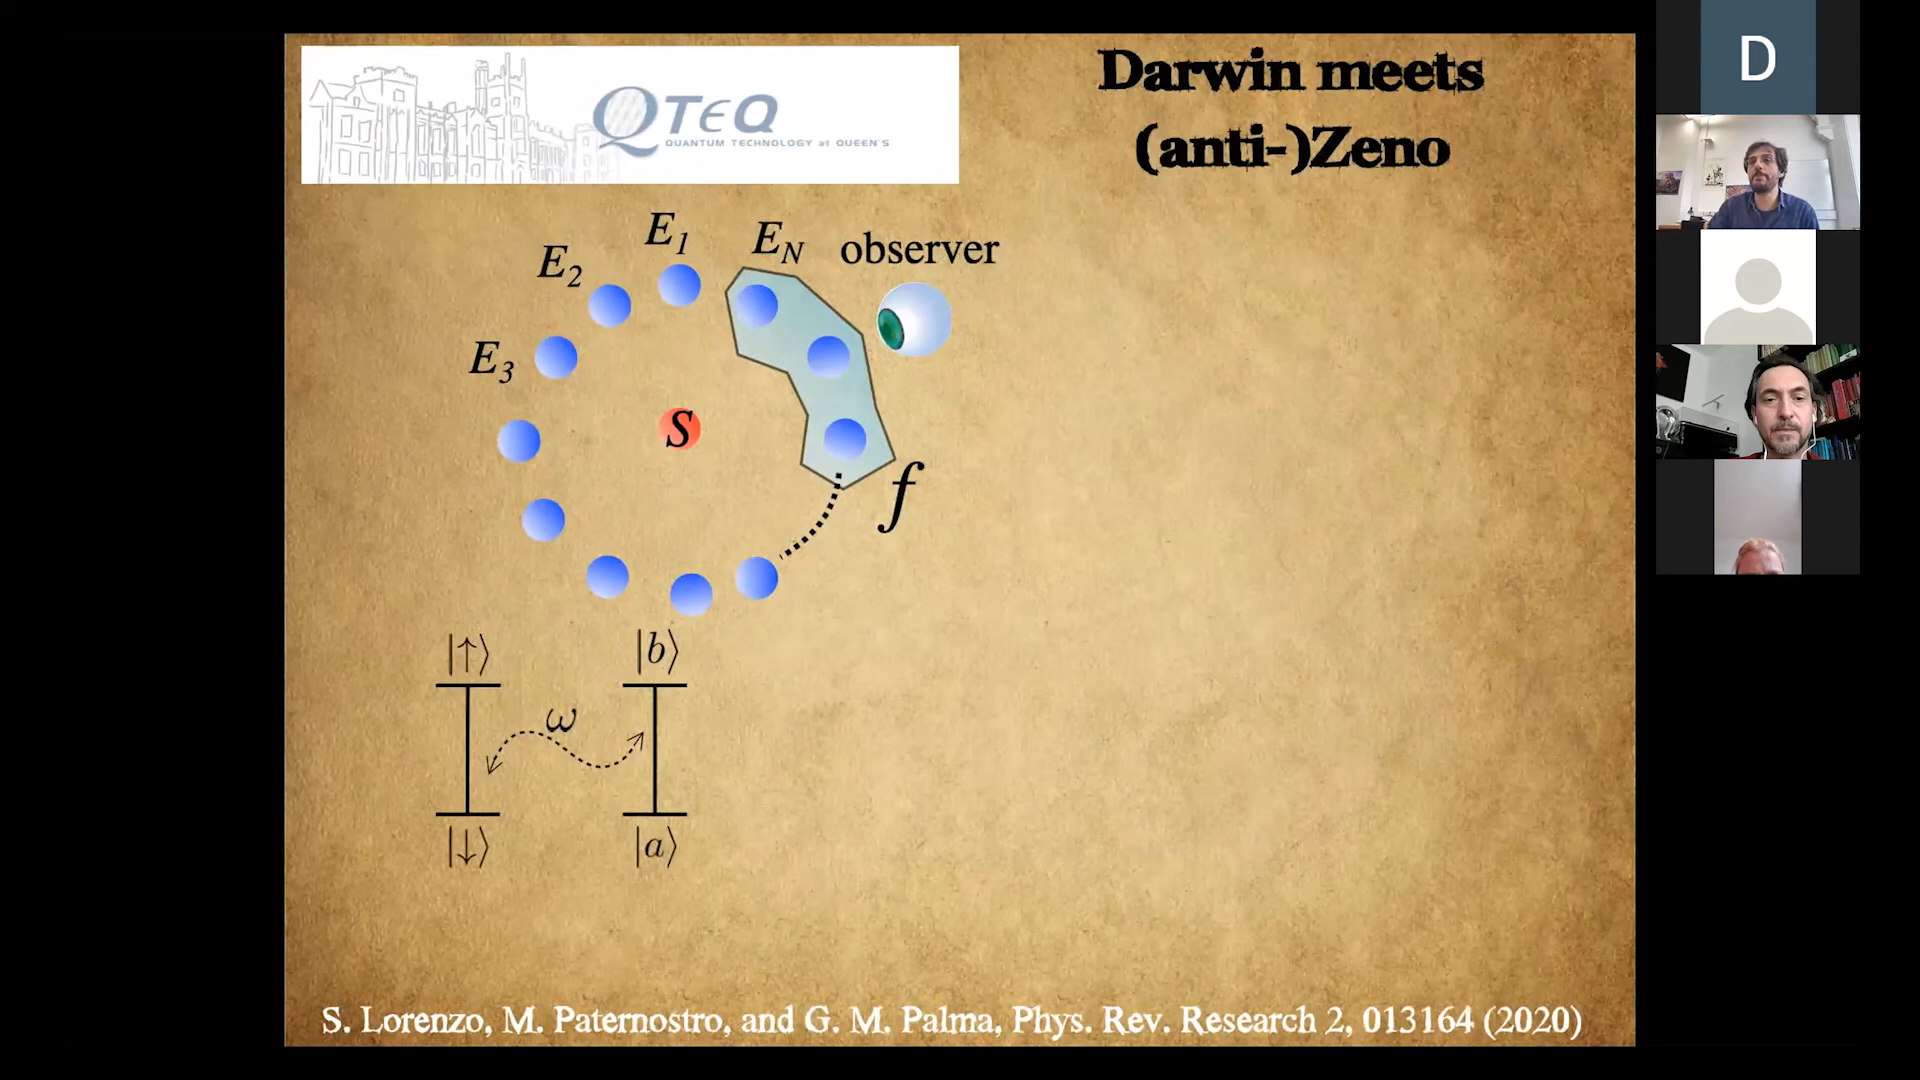 QTϵQ
QUANTUM TECHNOLOGY at QUEEN'S
Darwin meets
(anti-)Zeno
E1 EN observer
E2
E3
S
f
|↑⟩ |b⟩
ω
|↓⟩ |a⟩
S. Lorenzo, M. Paternostro, and G. M. Palma, Phys. Rev. Research 2, 013164 (2020)
D